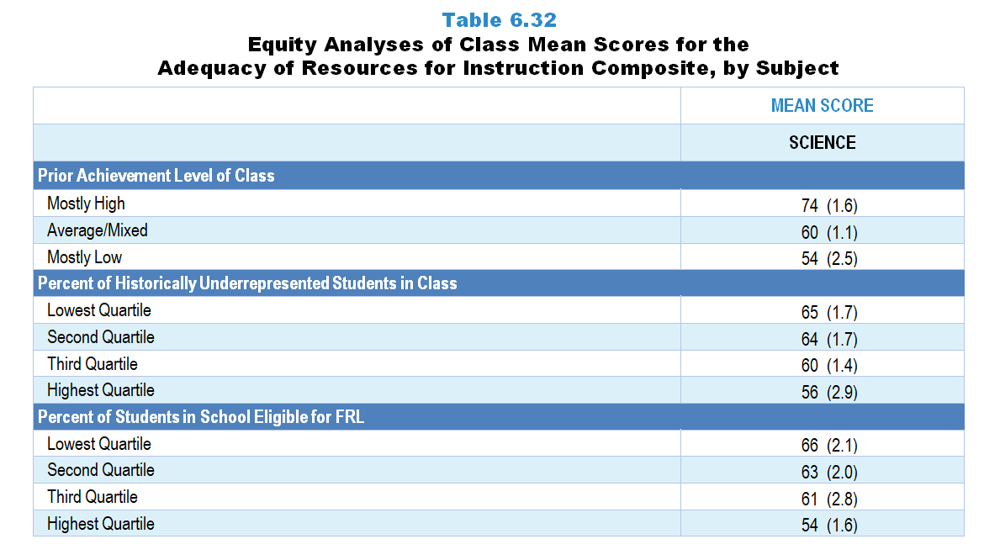 Table 6.32
Equity Analyses of Class Mean Scores for the
Adequacy of Resources for Instruction Composite, by Subject
MEAN SCORE
SCIENCE
Prior Achievement Level of Class
Mostly High 74 (1.6)
Average/Mixed 60 (1.1)
Mostly Low 54 (2.5)
Percent of Historically Underrepresented Students in Class
Lowest Quartile 65 (1.7)
Second Quartile 64 (1.7)
Third Quartile 60 (1.4)
Highest Quartile 56 (2.9)
Percent of Students in School Eligible for FRL
Lowest Quartile 66 (2.1)
Second Quartile 63 (2.0)
Third Quartile 61 (2.8)
Highest Quartile 54 (1.6)